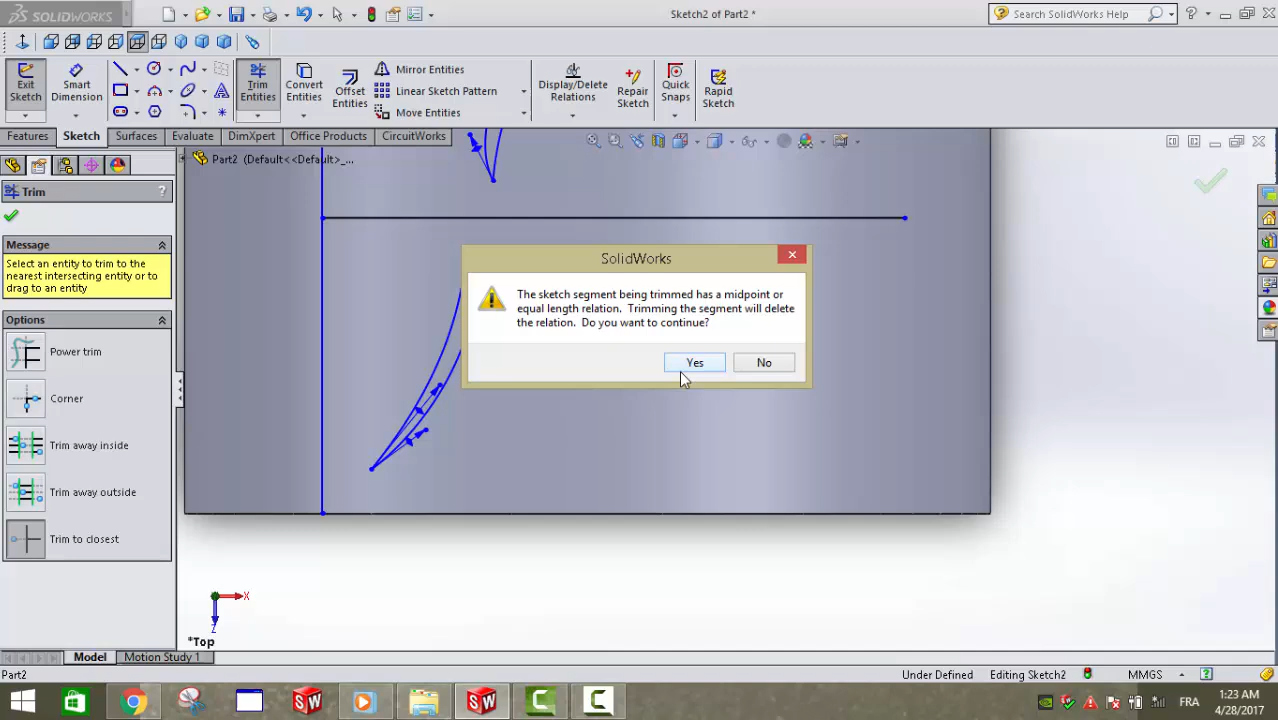 SOLIDWORKS
Sketch2 of Part2 *
Search SolidWorks Help
Exit Sketch
Smart Dimension
Trim Entities
Convert Entities
Offset Entities
Mirror Entities
Linear Sketch Pattern
Move Entities
Display/Delete Relations
Repair Sketch
Quick Snaps
Rapid Sketch
Features
Sketch
Surfaces
Evaluate
DimXpert
Office Products
CircuitWorks
Part2 (Default<<Default>_...
Trim
?
Message
Select an entity to trim to the
nearest intersecting entity or to
drag to an entity
Options
Power trim
Corner
Trim away inside
Trim away outside
Trim to closest
SolidWorks
The sketch segment being trimmed has a midpoint or
equal length relation. Trimming the segment will delete
the relation. Do you want to continue?
Yes
No
X
Z
*Top
Model
Motion Study 1
Part2
Under Defined
Editing Sketch2
MMGS
?
FRA
1:23 AM
4/28/2017